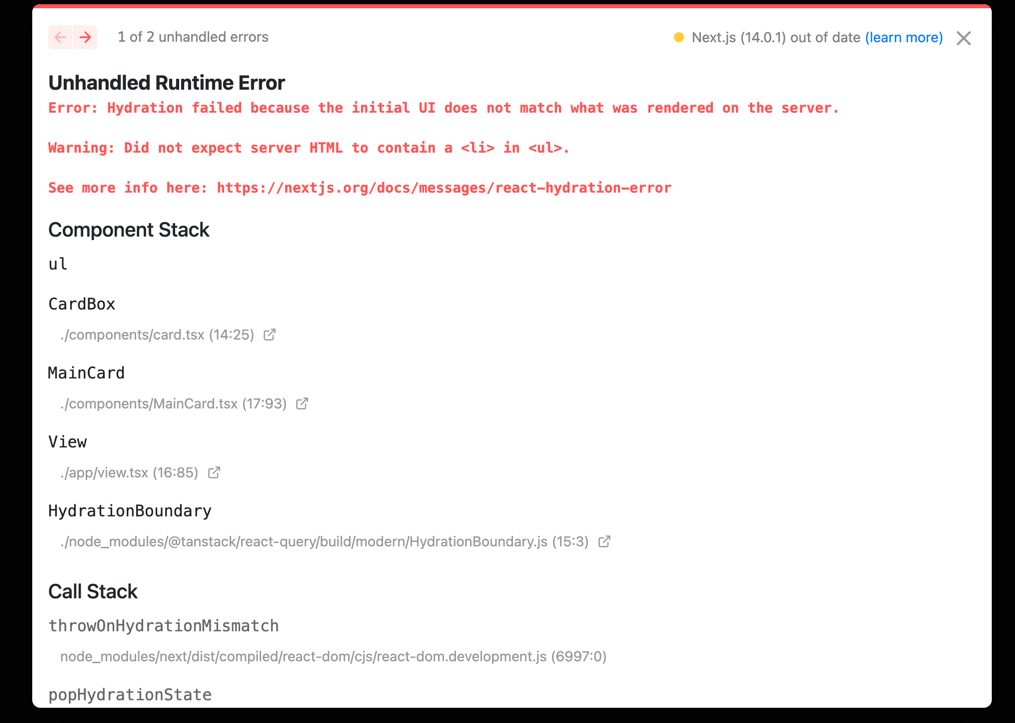 1 of 2 unhandled errors
Next.js (14.0.1) out of date (learn more)
Unhandled Runtime Error
Error: Hydration failed because the initial UI does not match what was rendered on the server.
Warning: Did not expect server HTML to contain a <li> in <ul>.
See more info here: https://nextjs.org/docs/messages/react-hydration-error
Component Stack
ul
CardBox
./components/card.tsx (14:25)
MainCard
./components/MainCard.tsx (17:93)
View
./app/view.tsx (16:85)
HydrationBoundary
./node_modules/@tanstack/react-query/build/modern/HydrationBoundary.js (15:3)
Call Stack
throwOnHydrationMismatch
node_modules/next/dist/compiled/react-dom/cjs/react-dom.development.js (6997:0)
popHydrationState